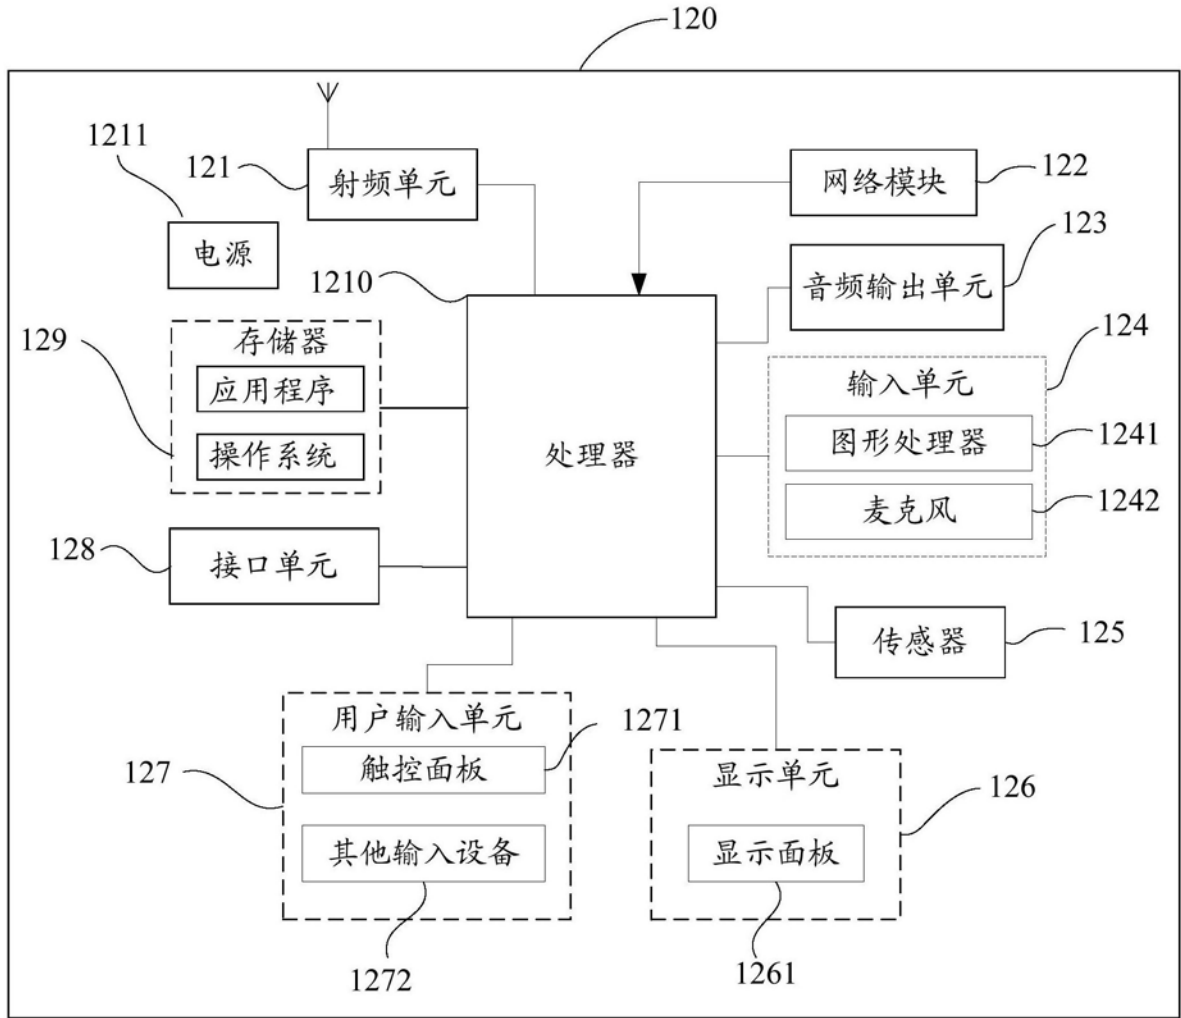 120
1211
121
射频单元
网络模块
122
电源
1210
音频输出单元
123
129
存储器
应用程序
操作系统
处理器
124
输入单元
图形处理器
1241
麦克风
1242
128
接口单元
传感器
125
用户输入单元
1271
触控面板
127
其他输入设备
1272
显示单元
126
显示面板
1261